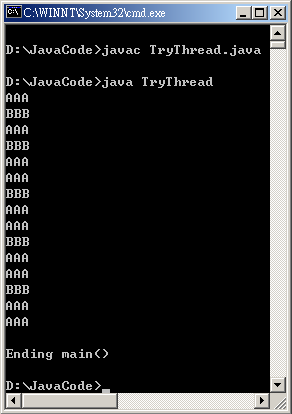 C:\WINNT\System32\cmd.exe
D:\JavaCode>javac TryThread.java
D:\JavaCode>java TryThread
AAA
BBB
AAA
BBB
AAA
AAA
BBB
AAA
AAA
BBB
AAA
AAA
BBB
AAA
AAA
Ending main()
D:\JavaCode>_